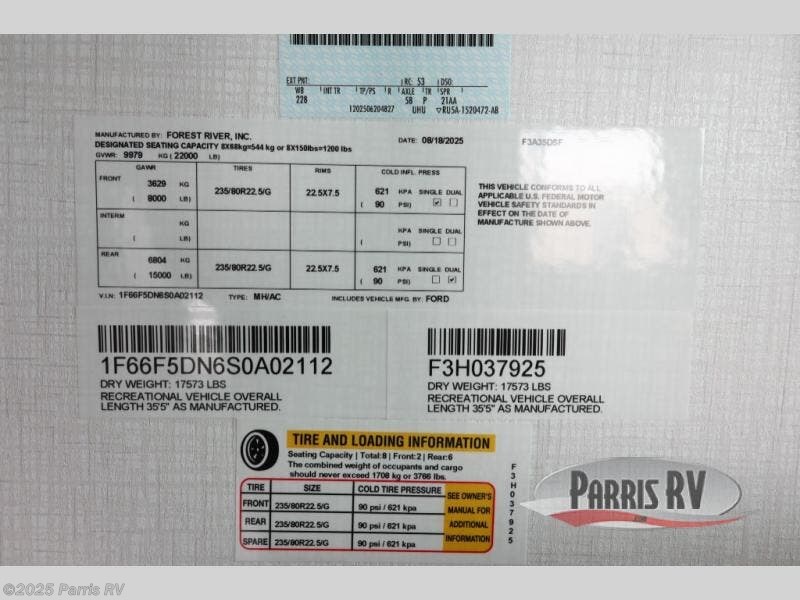 EXT PNT: RC: 53 DSO:
WB INT TR TP/PS R AXLE TR SPR
228 5B P 21AA
1202506204827 UHU ▽RU5A-1520472-AB
MANUFACTURED BY: FOREST RIVER, INC. DATE: 08/18/2025 F3A35DSF
DESIGNATED SEATING CAPACITY 8X68kg=544 kg or 8X150lbs=1200 lbs
GVWR: 9979 KG ( 22000 LB)
GAWR TIRES RIMS COLD INFL. PRESS
FRONT 3629 KG 235/80R22.5/G 22.5X7.5 621 KPA SINGLE DUAL
( 8000 LB) ( 90 PSI)
INTERM KG KPA SINGLE DUAL
( LB) ( PSI)
REAR 6804 KG 235/80R22.5/G 22.5X7.5 621 KPA SINGLE DUAL
( 15000 LB) ( 90 PSI)
V.I.N: 1F66F5DN6S0A02112 TYPE: MH/AC INCLUDES VEHICLE MFG. BY: FORD
THIS VEHICLE CONFORMS TO ALL
APPLICABLE U.S. FEDERAL MOTOR
VEHICLE SAFETY STANDARDS IN
EFFECT ON THE DATE OF
MANUFACTURE SHOWN ABOVE.
1F66F5DN6S0A02112
DRY WEIGHT: 17573 LBS
RECREATIONAL VEHICLE OVERALL
LENGTH 35'5" AS MANUFACTURED.
F3H037925
DRY WEIGHT: 17573 LBS
RECREATIONAL VEHICLE OVERALL
LENGTH 35'5" AS MANUFACTURED.
TIRE AND LOADING INFORMATION
Seating Capacity | Total:8 | Front:2 | Rear:6
The combined weight of occupants and cargo
should never exceed 1708 kg or 3766 lbs.
TIRE SIZE COLD TIRE PRESSURE
FRONT 235/80R22.5/G 90 psi / 621 kpa
REAR 235/80R22.5/G 90 psi / 621 kpa
SPARE 235/80R22.5/G 90 psi / 621 kpa
SEE OWNER'S
MANUAL FOR
ADDITIONAL
INFORMATION
F3H037925
PARRIS RV
.COM
©2025 Parris RV